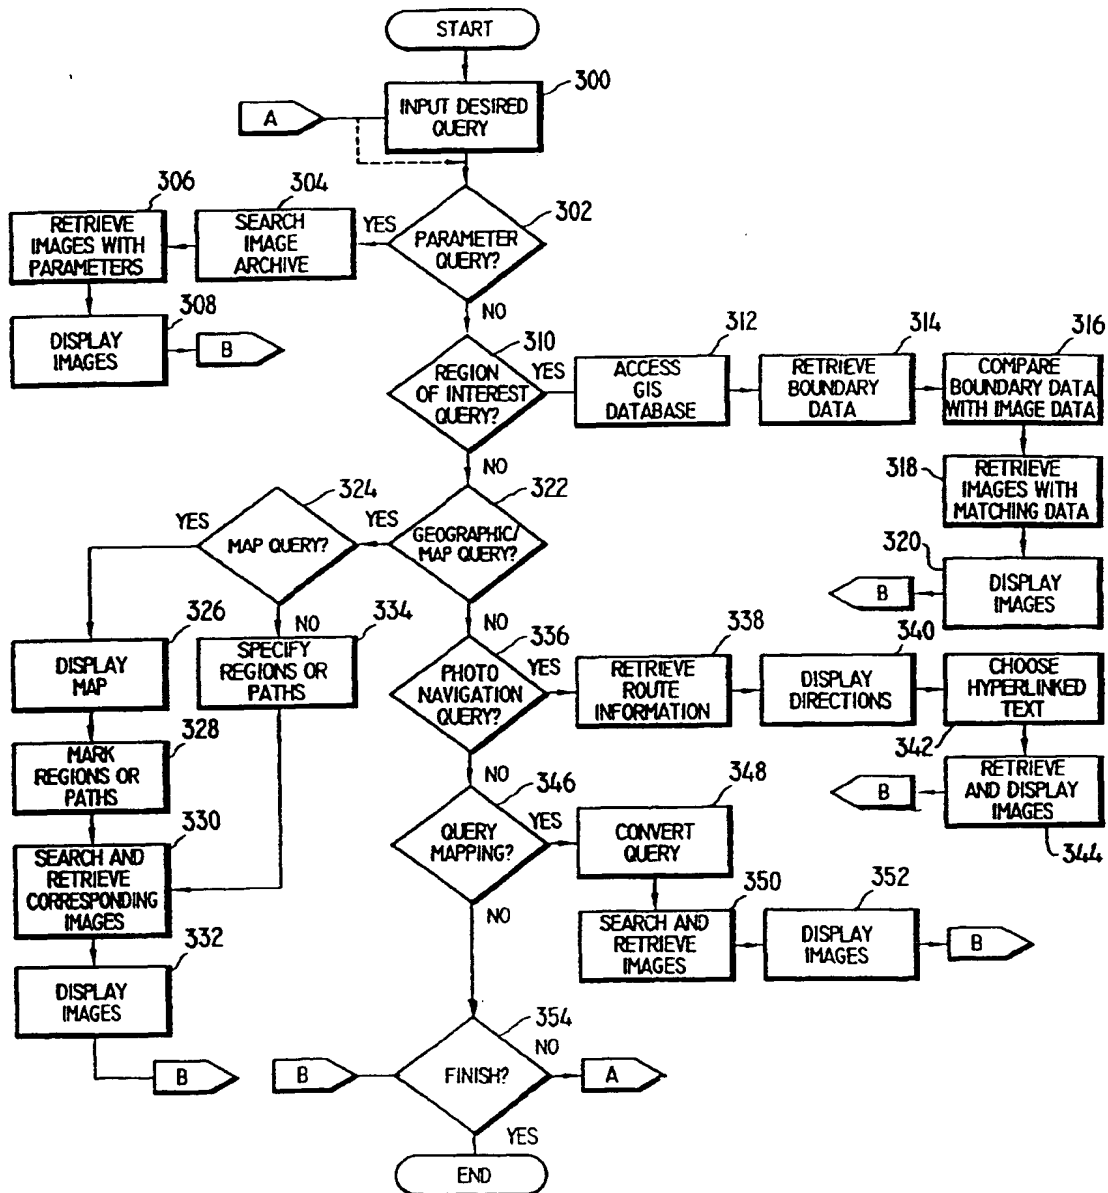 START
300
A
INPUT DESIRED
QUERY
306
304
302
RETRIEVE
IMAGES WITH
PARAMETERS
SEARCH
IMAGE
ARCHIVE
YES
PARAMETER
QUERY?
NO
308
DISPLAY
IMAGES
B
310
REGION
OF INTEREST
QUERY?
YES
312
ACCESS
GIS
DATABASE
314
RETRIEVE
BOUNDARY
DATA
316
COMPARE
BOUNDARY DATA
WITH IMAGE DATA
NO
318
RETRIEVE
IMAGES WITH
MATCHING DATA
320
DISPLAY
IMAGES
B
324
YES
MAP QUERY?
YES
322
GEOGRAPHIC/
MAP QUERY?
NO
NO
326
DISPLAY
MAP
334
SPECIFY
REGIONS OR
PATHS
336
PHOTO
NAVIGATION
QUERY?
YES
338
RETRIEVE
ROUTE
INFORMATION
340
DISPLAY
DIRECTIONS
CHOOSE
HYPERLINKED
TEXT
342
328
MARK
REGIONS OR
PATHS
NO
346
QUERY
MAPPING?
YES
348
CONVERT
QUERY
B
RETRIEVE
AND DISPLAY
IMAGES
344
330
SEARCH AND
RETRIEVE
CORRESPONDING
IMAGES
NO
350
SEARCH AND
RETRIEVE
IMAGES
352
DISPLAY
IMAGES
B
332
DISPLAY
IMAGES
B
354
B
FINISH?
NO
A
YES
END